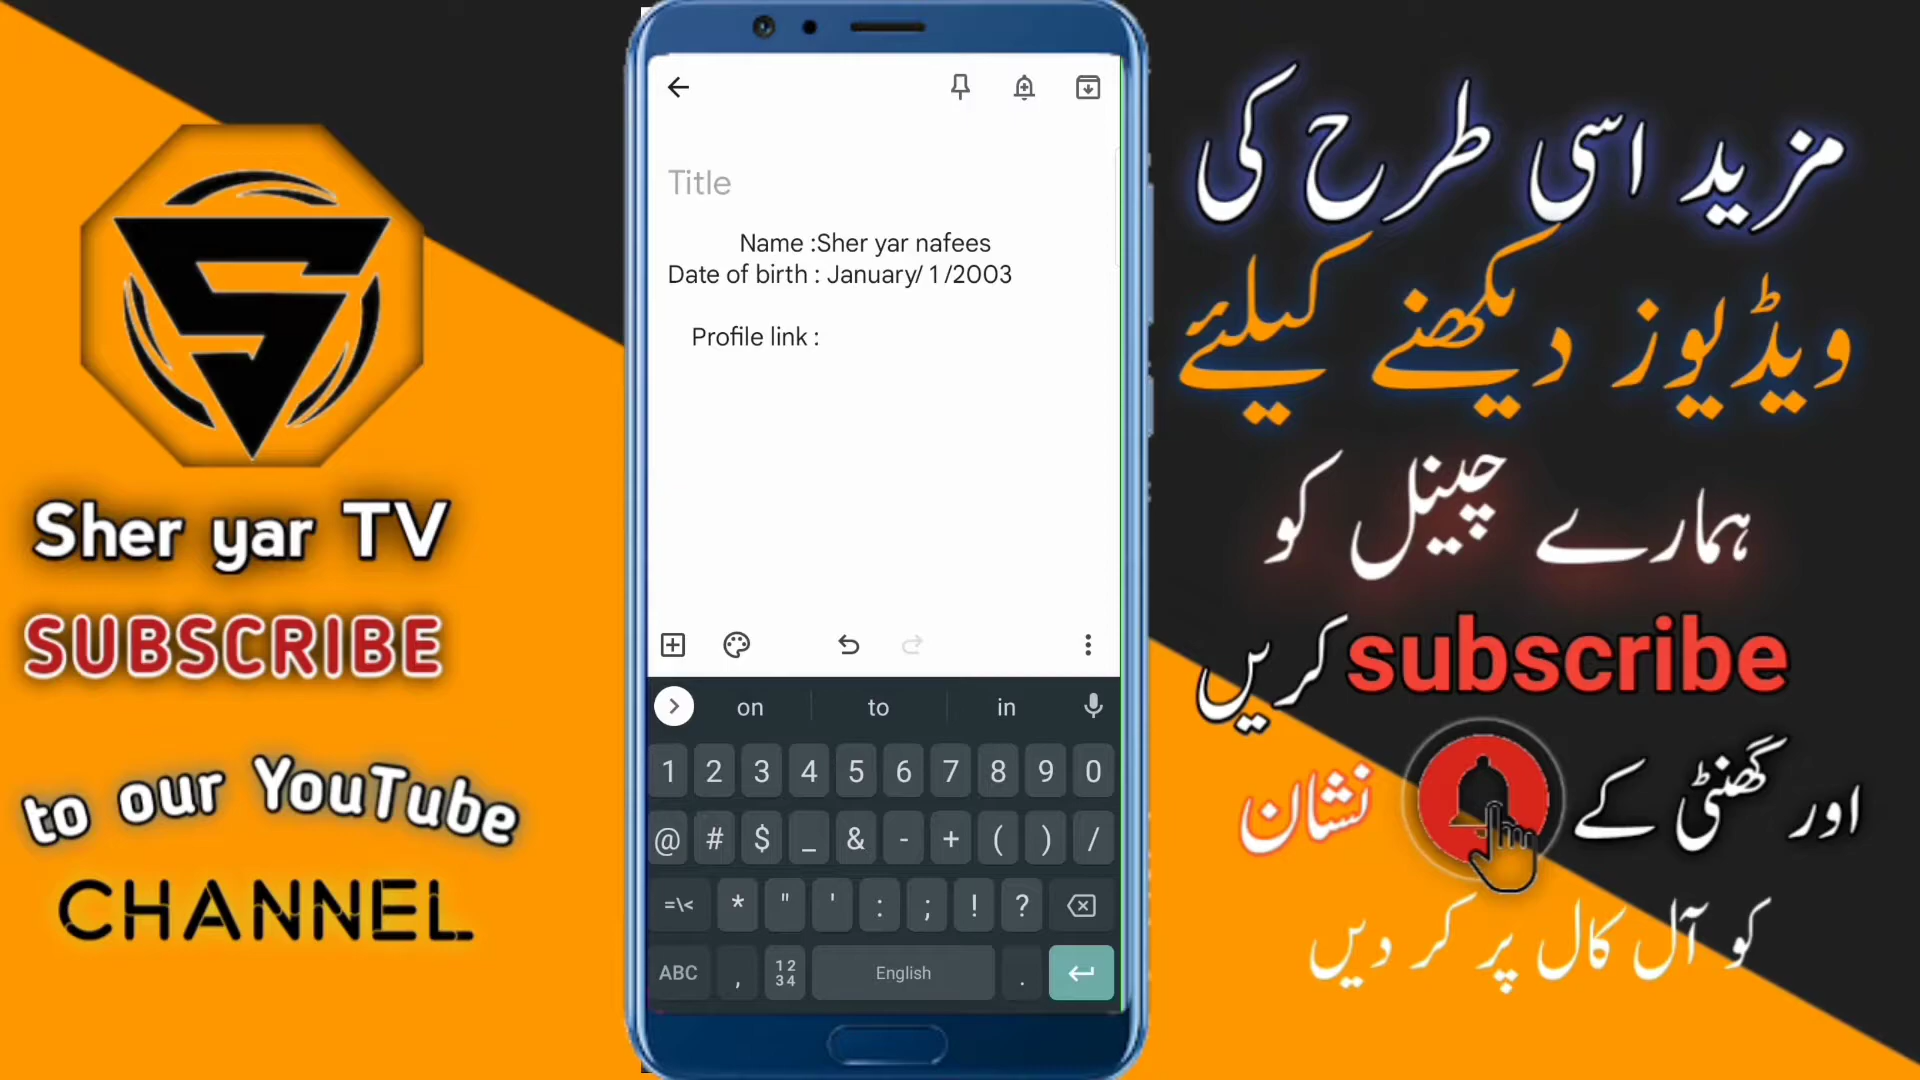 Sher yar TV
SUBSCRIBE
to our YouTube
CHANNEL
Title
Name :Sher yar nafees
Date of birth : January/ 1 /2003
Profile link :
on to in
1 2 3 4 5 6 7 8 9 0
@ # $ _ & - + ( ) /
=\< * " ' : ; ! ?
ABC , 12 34 English .
مزید اسی طرح کی
ویڈیوز دیکھنے کیلئے
ہمارے چینل کو
subscribe کریں
اور گھنٹی کے نشان
کو آل کال پر کر دیں